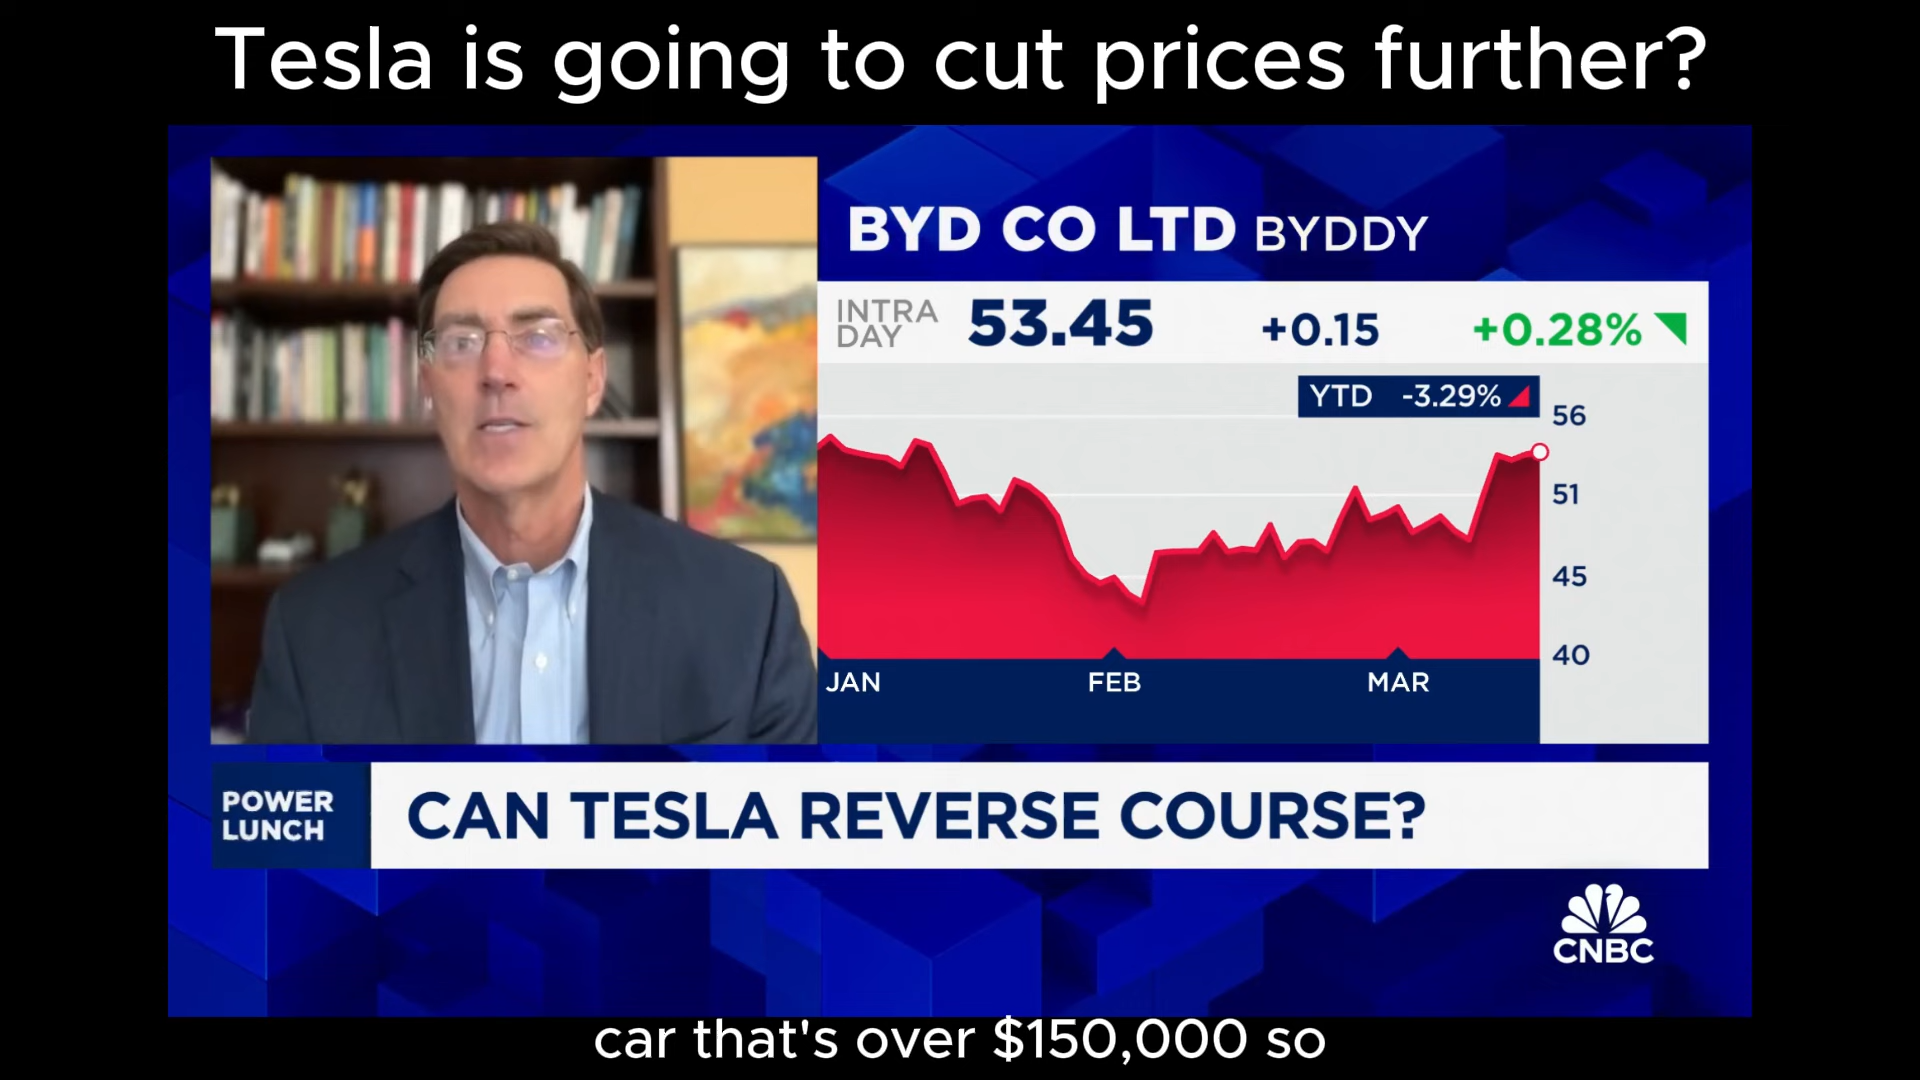 Tesla is going to cut prices further?
BYD CO LTD BYDDY
INTRA
DAY
53.45 +0.15 +0.28%
YTD -3.29%
56
51
45
40
JAN FEB MAR
POWER
LUNCH
CAN TESLA REVERSE COURSE?
CNBC
car that's over $150,000 so